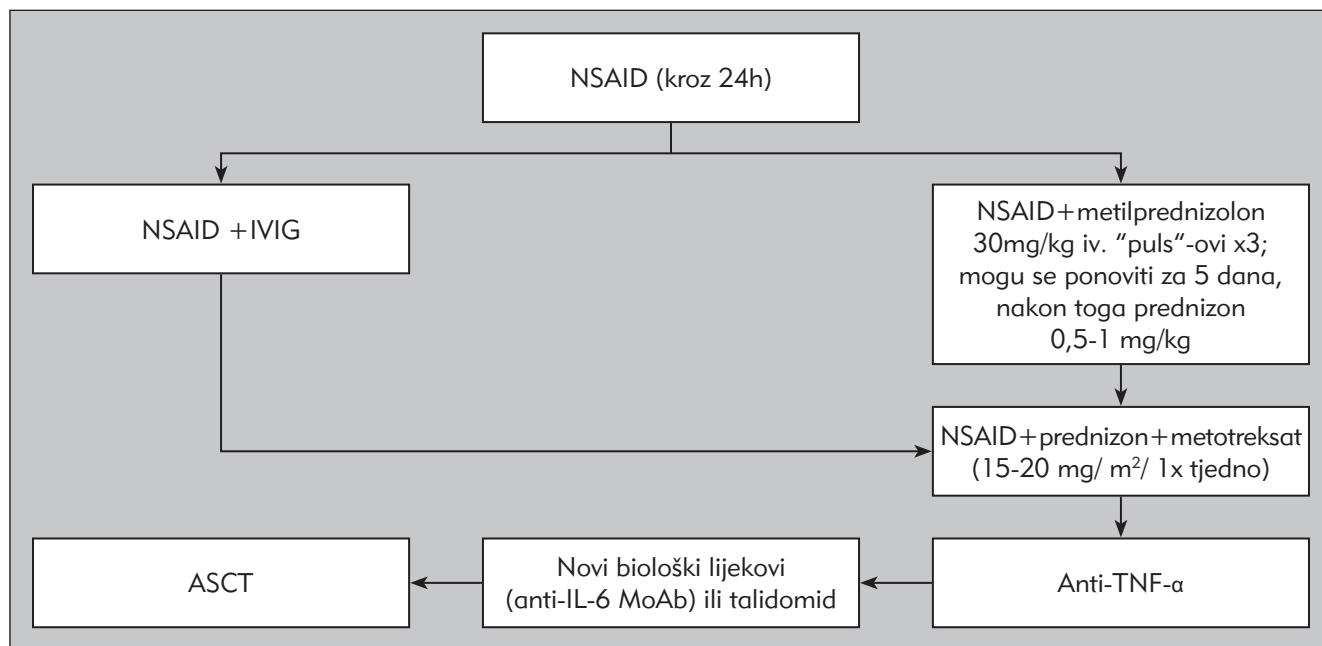 NSAID (kroz 24h)
NSAID +IVIG
NSAID+metilprednizolon
30mg/kg iv. “puls“-ovi x3;
mogu se ponoviti za 5 dana,
nakon toga prednizon
0,5-1 mg/kg
NSAID+prednizon+metotreksat
(15-20 mg/ m²/ 1x tjedno)
Anti-TNF-α
Novi biološki lijekovi
(anti-IL-6 MoAb) ili talidomid
ASCT